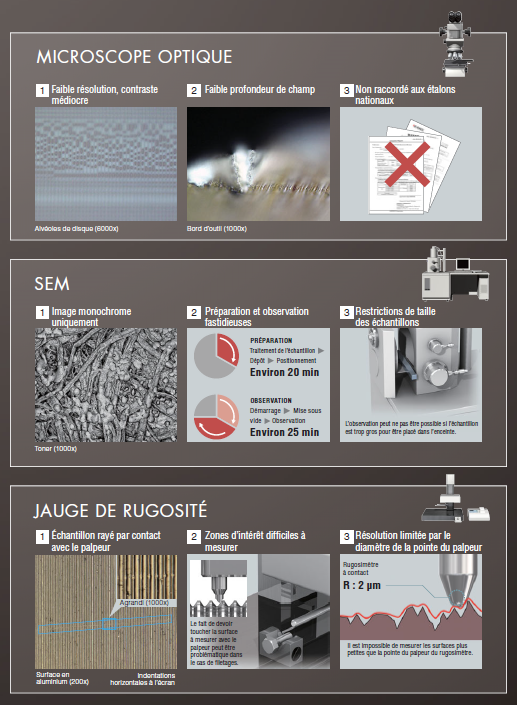 MICROSCOPE OPTIQUE
1 Faible résolution, contraste
médiocre
2 Faible profondeur de champ
3 Non raccordé aux étalons
nationaux
Alvéoles de disque (6000x)
Bord d'outil (1000x)
SEM
1 Image monochrome
uniquement
2 Préparation et observation
fastidieuses
3 Restrictions de taille
des échantillons
PRÉPARATION
Traitement de l'échantillon
Dépôt Positionnement
Environ 20 min
OBSERVATION
Démarrage Mise sous
vide Observation
Environ 25 min
L'observation peut ne pas être possible si l'échantillon
est trop gros pour être placé dans l'enceinte.
Toner (1000x)
JAUGE DE RUGOSITÉ
1 Échantillon rayé par contact
avec le palpeur
2 Zones d'intérêt difficiles à
mesurer
3 Résolution limitée par le
diamètre de la pointe du palpeur
Agrandi (1000x)
Surface en
aluminium (200x)
Indentations
horizontales à l'écran
Le fait de devoir
toucher la surface
à mesurer avec le
palpeur peut être
problématique dans
le cas de filetages.
Rugosimètre
à contact
R : 2 µm
Il est impossible de mesurer les surfaces plus
petites que la pointe du palpeur du rugosimètre.